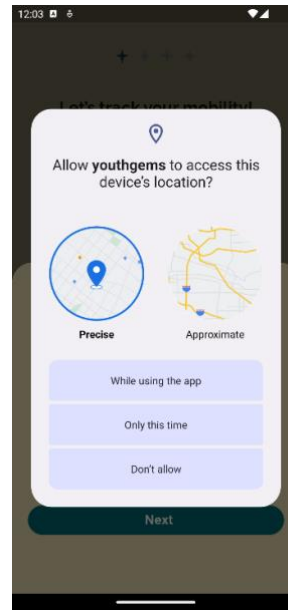 12:03
Let's track your mobility!
Allow youthgems to access this
device's location?
Precise
Approximate
While using the app
Only this time
Don't allow
Next